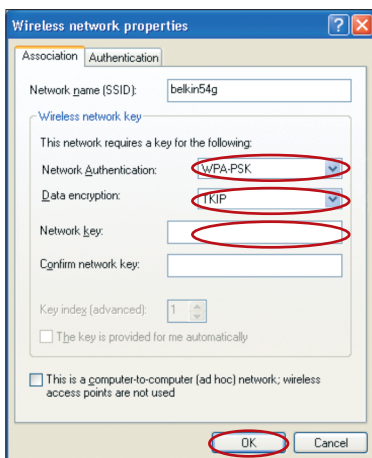 Wireless network properties
Association Authentication
Network name (SSID): belkin54g
Wireless network key
This network requires a key for the following:
Network Authentication: WPA-PSK
Data encryption: TKIP
Network key:
Confirm network key:
Key index (advanced): 1
The key is provided for me automatically
This is a computer-to-computer (ad hoc) network; wireless
access points are not used
OK Cancel